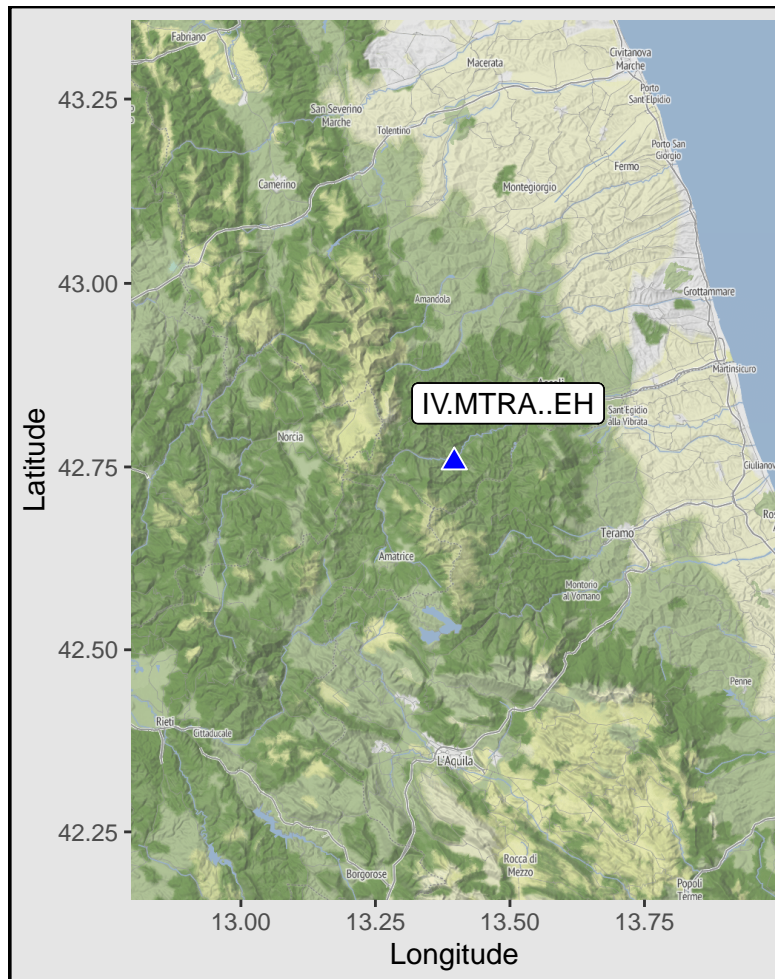 Fabriano
Civitanova
Marche
Macerata
43.25
Porto
Sant Elpidio
San Severino
Marche
Tolentino
Porto San
Giorgio
Fermo
Camerino
Montegiorgio
43.00
Grottammare
Amandola
Martinsicuro
IV.MTRA..EH
Sant Egidio
alla Vibrata
Norcia
Latitude
42.75
Giulianov
Ros
Teramo
Amatrice
Montorio
al Vomano
42.50
Penne
Rieti
Cittaducale
L'Aquila
42.25
Rocca di
Mezzo
Borgorose
Popoli
Terme
13.00
13.25
13.50
13.75
Longitude